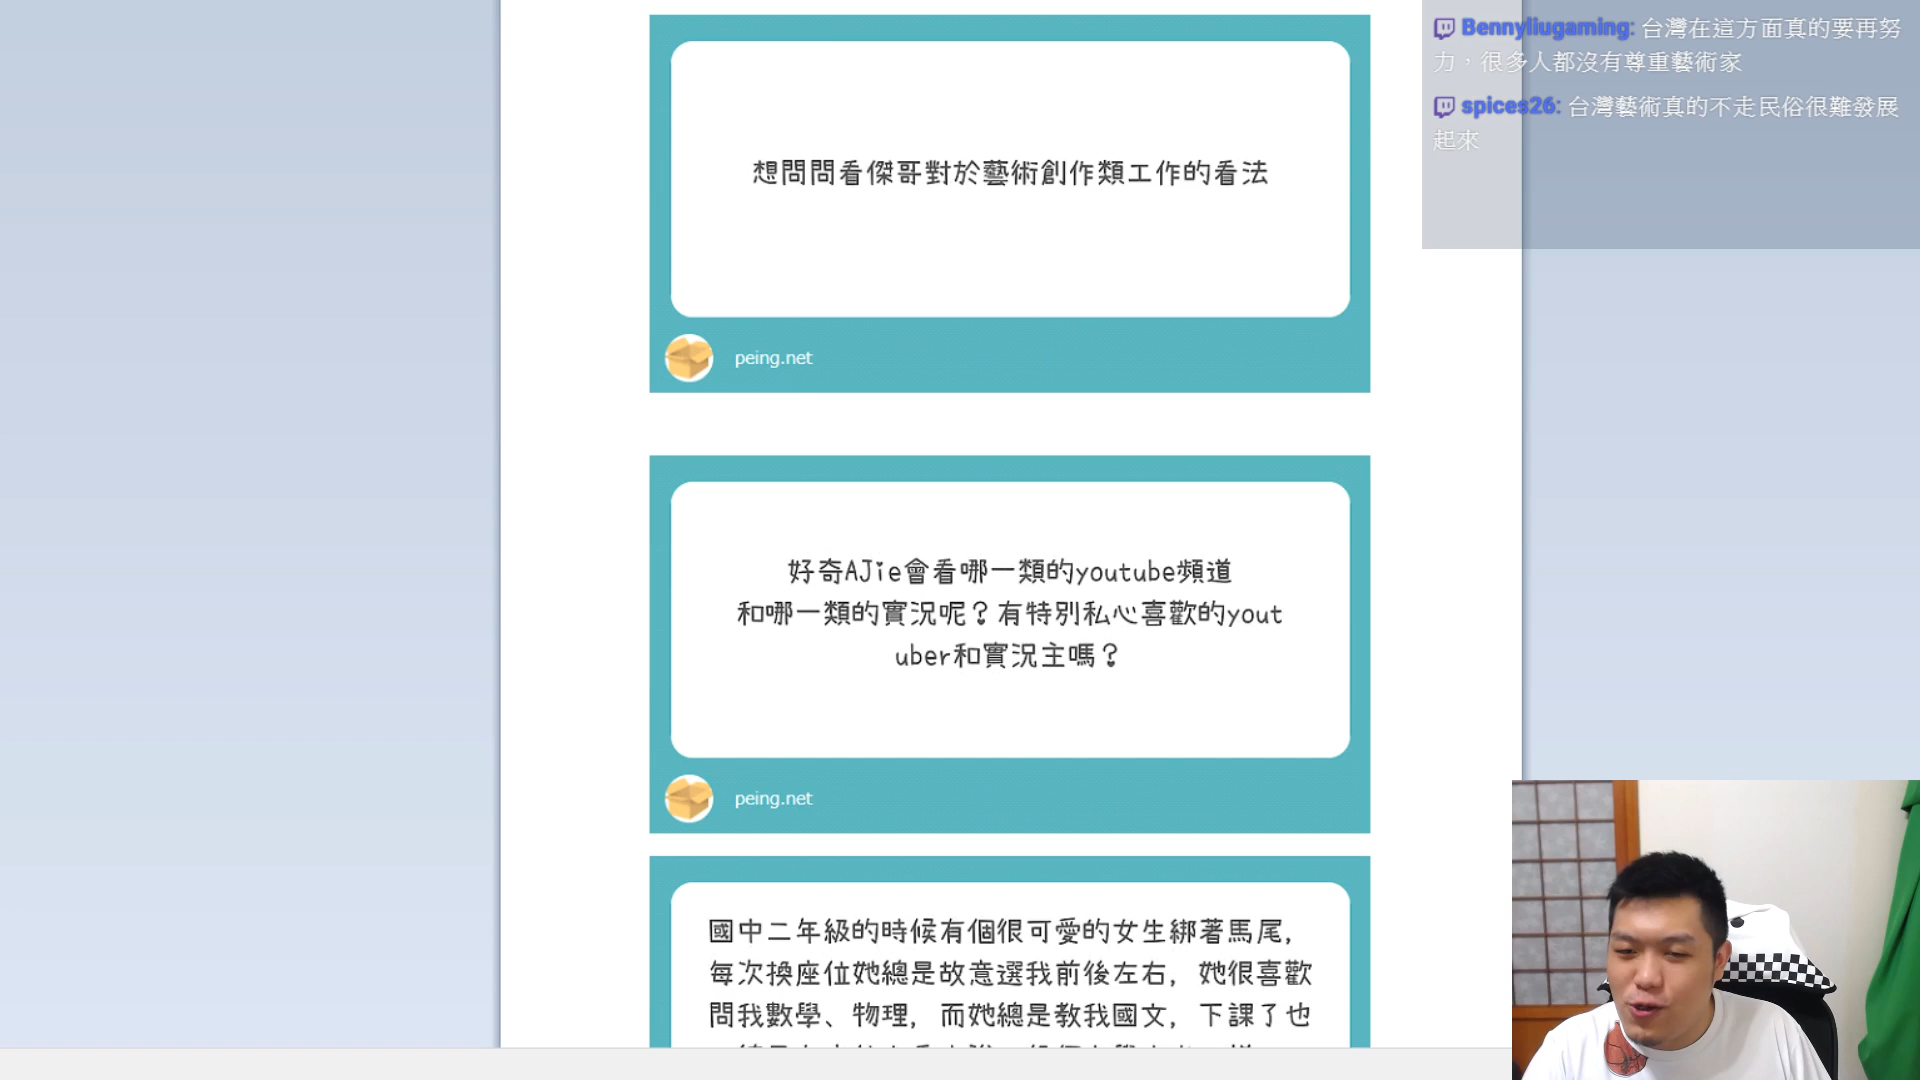 想問問看傑哥對於藝術創作類工作的看法
peing.net
好奇AJie會看哪一類的youtube頻道
和哪一類的實況呢？有特別私心喜歡的yout
uber和實況主嗎？
peing.net
國中二年級的時候有個很可愛的女生綁著馬尾，
每次換座位她總是故意選我前後左右，她很喜歡
問我數學、物理，而她總是教我國文，下課了也
Bennyliugaming: 台灣在這方面真的要再努
力，很多人都沒有尊重藝術家
spices26: 台灣藝術真的不走民俗很難發展
起來